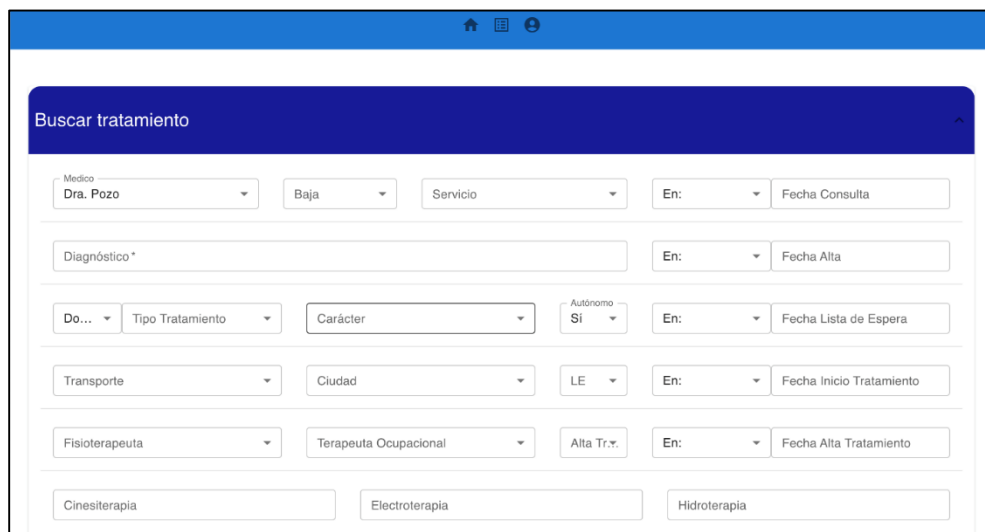 Buscar tratamiento
Medico
Dra. Pozo Baja Servicio En: Fecha Consulta
Diagnóstico * En: Fecha Alta
Autónomo
Do... Tipo Tratamiento Carácter Sí En: Fecha Lista de Espera
Transporte Ciudad LE En: Fecha Inicio Tratamiento
Fisioterapeuta Terapeuta Ocupacional Alta Tr... En: Fecha Alta Tratamiento
Cinesiterapia Electroterapia Hidroterapia